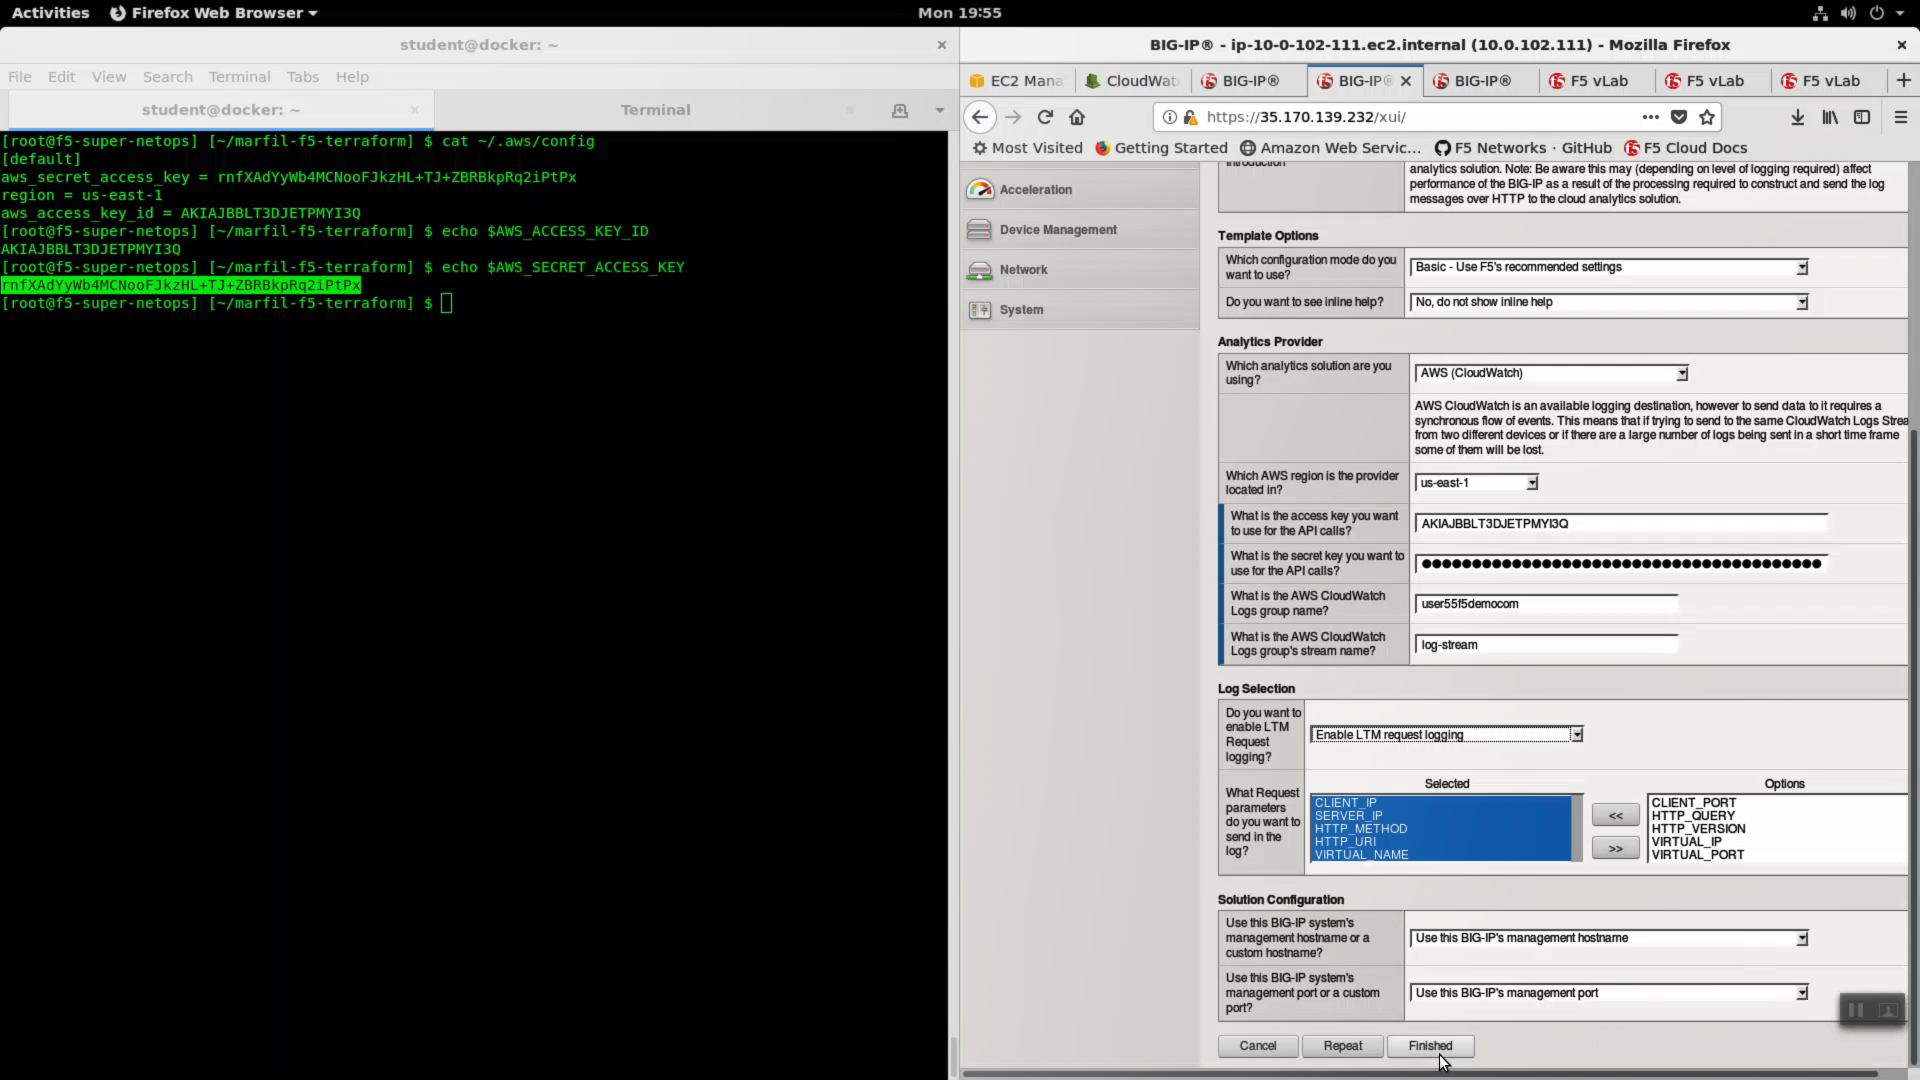 Activities
Firefox Web Browser
Mon 19:55
student@docker: ~
File Edit View Search Terminal Tabs Help
student@docker: ~
Terminal
[root@f5-super-netops] [~/marfil-f5-terraform] $ cat ~/.aws/config
[default]
aws_secret_access_key = rnfXAdYyWb4MCNooFJkzHL+TJ+ZBRBkpRq2iPtPx
region = us-east-1
aws_access_key_id = AKIAJBBLT3DJETPMYI3Q
[root@f5-super-netops] [~/marfil-f5-terraform] $ echo $AWS_ACCESS_KEY_ID
AKIAJBBLT3DJETPMYI3Q
[root@f5-super-netops] [~/marfil-f5-terraform] $ echo $AWS_SECRET_ACCESS_KEY
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
[root@f5-super-netops] [~/marfil-f5-terraform] $
BIG-IP® - ip-10-0-102-111.ec2.internal (10.0.102.111) - Mozilla Firefox
EC2 Mana
CloudWat
BIG-IP®
BIG-IP®
BIG-IP®
F5 vLab
F5 vLab
F5 vLab
https://35.170.139.232/xui/
Most Visited
Getting Started
Amazon Web Servic...
F5 Networks · GitHub
F5 Cloud Docs
Acceleration
Device Management
Network
System
Introduction
analytics solution. Note: Be aware this may (depending on level of logging required) affect
performance of the BIG-IP as a result of the processing required to construct and send the log
messages over HTTP to the cloud analytics solution.
Template Options
Which configuration mode do you
want to use?
Basic - Use F5's recommended settings
Do you want to see inline help?
No, do not show inline help
Analytics Provider
Which analytics solution are you
using?
AWS (CloudWatch)
AWS CloudWatch is an available logging destination, however to send data to it requires a
synchronous flow of events. This means that if trying to send to the same CloudWatch Logs Strea
from two different devices or if there are a large number of logs being sent in a short time frame
some of them will be lost.
Which AWS region is the provider
located in?
us-east-1
What is the access key you want
to use for the API calls?
AKIAJBBLT3DJETPMYI3Q
What is the secret key you want to
use for the API calls?
What is the AWS CloudWatch
Logs group name?
user55f5democom
What is the AWS CloudWatch
Logs group's stream name?
log-stream
Log Selection
Do you want to
enable LTM
Request
logging?
Enable LTM request logging
What Request
parameters
do you want to
send in the
log?
Selected
CLIENT_IP
SERVER_IP
HTTP_METHOD
HTTP_URI
VIRTUAL_NAME
<<
>>
Options
CLIENT_PORT
HTTP_QUERY
HTTP_VERSION
VIRTUAL_IP
VIRTUAL_PORT
Solution Configuration
Use this BIG-IP system's
management hostname or a
custom hostname?
Use this BIG-IP's management hostname
Use this BIG-IP system's
management port or a custom
port?
Use this BIG-IP's management port
Cancel
Repeat
Finished